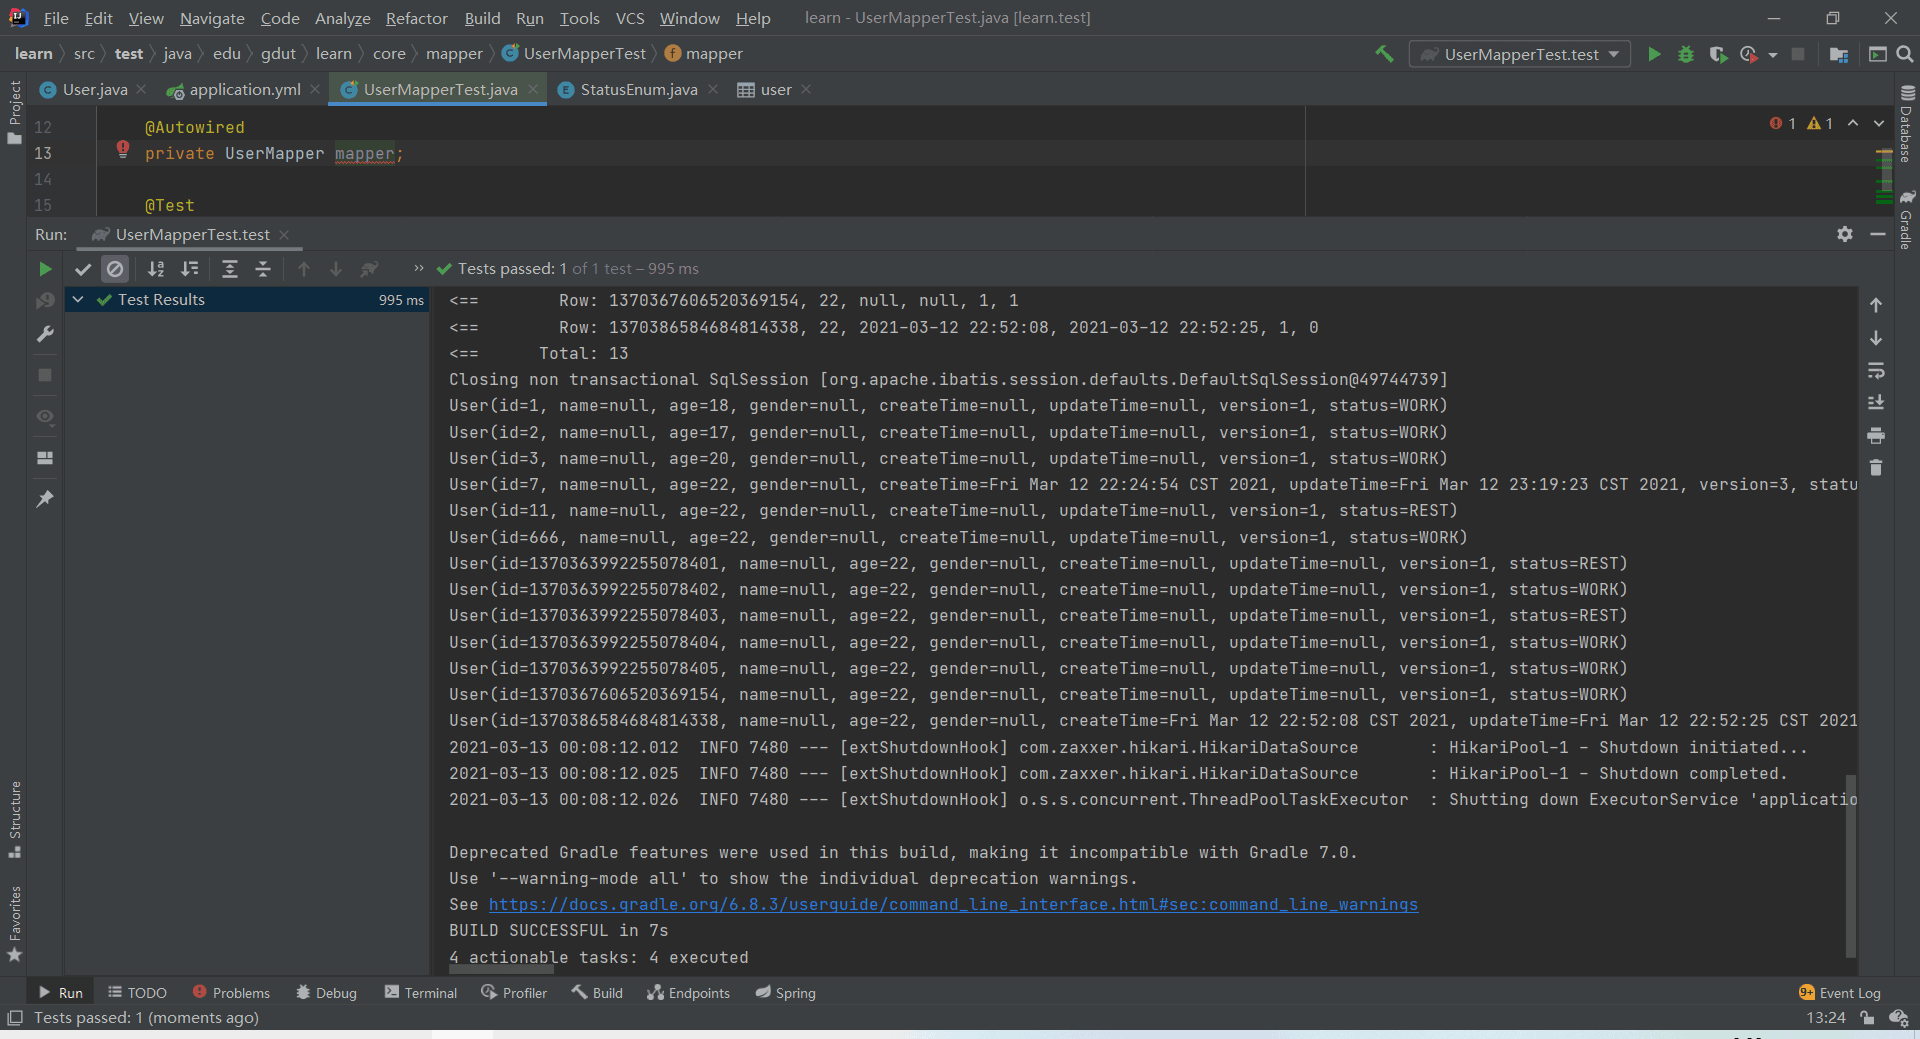 File Edit View Navigate Code Analyze Refactor Build Run Tools VCS Window Help learn - UserMapperTest.java [learn.test]
learn src test java edu gdut learn core mapper UserMapperTest mapper UserMapperTest.test
User.java application.yml UserMapperTest.java StatusEnum.java user
Project
Database
Gradle
12 @Autowired
1 1
13 private UserMapper mapper;
14
15 @Test
Run: UserMapperTest.test
Tests passed: 1 of 1 test – 995 ms
Test Results 995 ms
<== Row: 1370367606520369154, 22, null, null, 1, 1
<== Row: 1370386584684814338, 22, 2021-03-12 22:52:08, 2021-03-12 22:52:25, 1, 0
<== Total: 13
Closing non transactional SqlSession [org.apache.ibatis.session.defaults.DefaultSqlSession@49744739]
User(id=1, name=null, age=18, gender=null, createTime=null, updateTime=null, version=1, status=WORK)
User(id=2, name=null, age=17, gender=null, createTime=null, updateTime=null, version=1, status=WORK)
User(id=3, name=null, age=20, gender=null, createTime=null, updateTime=null, version=1, status=WORK)
User(id=7, name=null, age=22, gender=null, createTime=Fri Mar 12 22:24:54 CST 2021, updateTime=Fri Mar 12 23:19:23 CST 2021, version=3, statu
User(id=11, name=null, age=22, gender=null, createTime=null, updateTime=null, version=1, status=REST)
User(id=666, name=null, age=22, gender=null, createTime=null, updateTime=null, version=1, status=WORK)
User(id=1370363992255078401, name=null, age=22, gender=null, createTime=null, updateTime=null, version=1, status=REST)
User(id=1370363992255078402, name=null, age=22, gender=null, createTime=null, updateTime=null, version=1, status=WORK)
User(id=1370363992255078403, name=null, age=22, gender=null, createTime=null, updateTime=null, version=1, status=REST)
User(id=1370363992255078404, name=null, age=22, gender=null, createTime=null, updateTime=null, version=1, status=WORK)
User(id=1370363992255078405, name=null, age=22, gender=null, createTime=null, updateTime=null, version=1, status=WORK)
User(id=1370367606520369154, name=null, age=22, gender=null, createTime=null, updateTime=null, version=1, status=WORK)
User(id=1370386584684814338, name=null, age=22, gender=null, createTime=Fri Mar 12 22:52:08 CST 2021, updateTime=Fri Mar 12 22:52:25 CST 2021
2021-03-13 00:08:12.012 INFO 7480 --- [extShutdownHook] com.zaxxer.hikari.HikariDataSource : HikariPool-1 - Shutdown initiated...
2021-03-13 00:08:12.025 INFO 7480 --- [extShutdownHook] com.zaxxer.hikari.HikariDataSource : HikariPool-1 - Shutdown completed.
2021-03-13 00:08:12.026 INFO 7480 --- [extShutdownHook] o.s.s.concurrent.ThreadPoolTaskExecutor : Shutting down ExecutorService 'applicatio
Deprecated Gradle features were used in this build, making it incompatible with Gradle 7.0.
Use '--warning-mode all' to show the individual deprecation warnings.
See https://docs.gradle.org/6.8.3/userguide/command_line_interface.html#sec:command_line_warnings
BUILD SUCCESSFUL in 7s
4 actionable tasks: 4 executed
Structure
Favorites
Run TODO Problems Debug Terminal Profiler Build Endpoints Spring 9+ Event Log
Tests passed: 1 (moments ago) 13:24